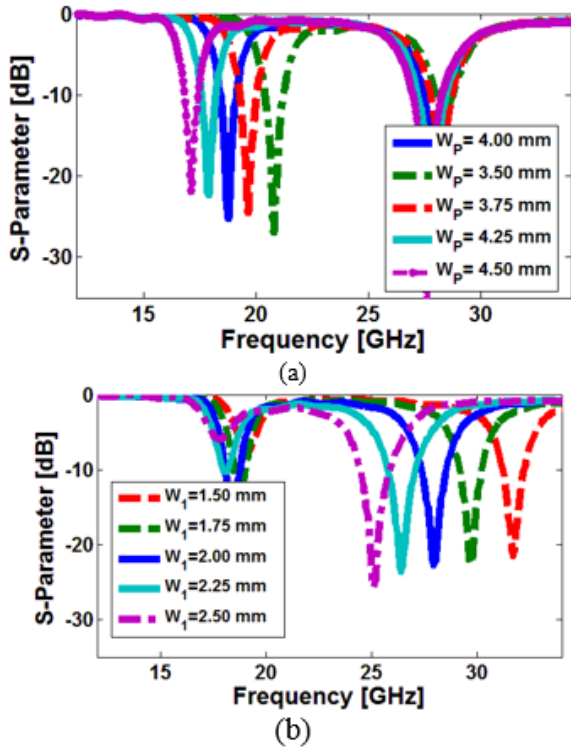 0
-10
-20
-30
S-Parameter [dB]
W_P= 4.00 mm
W_P= 3.50 mm
W_P= 3.75 mm
W_P= 4.25 mm
W_P= 4.50 mm
15 20 25 30
Frequency [GHz]
(a)
0
-10
-20
-30
S-Parameter [dB]
W_1=1.50 mm
W_1=1.75 mm
W_1=2.00 mm
W_1=2.25 mm
W_1=2.50 mm
15 20 25 30
Frequency [GHz]
(b)